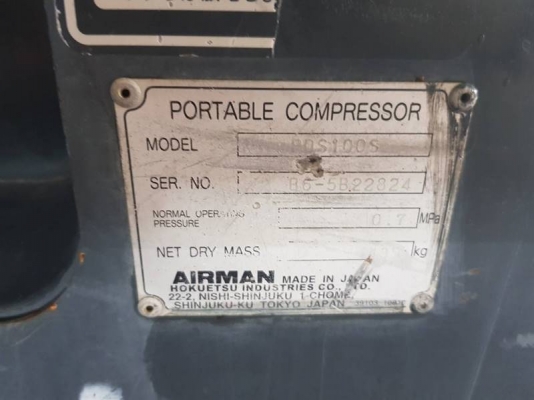 PORTABLE COMPRESSOR
MODEL PDS100S
SER. NO. B6-5B22824
NORMAL OPERATING PRESSURE 0.7 MPa
NET DRY MASS kg
AIRMAN MADE IN JAPAN
HOKUETSU INDUSTRIES CO., LTD.
22-2, NISHI-SHINJUKU 1-CHOME,
SHINJUKU-KU TOKYO JAPAN